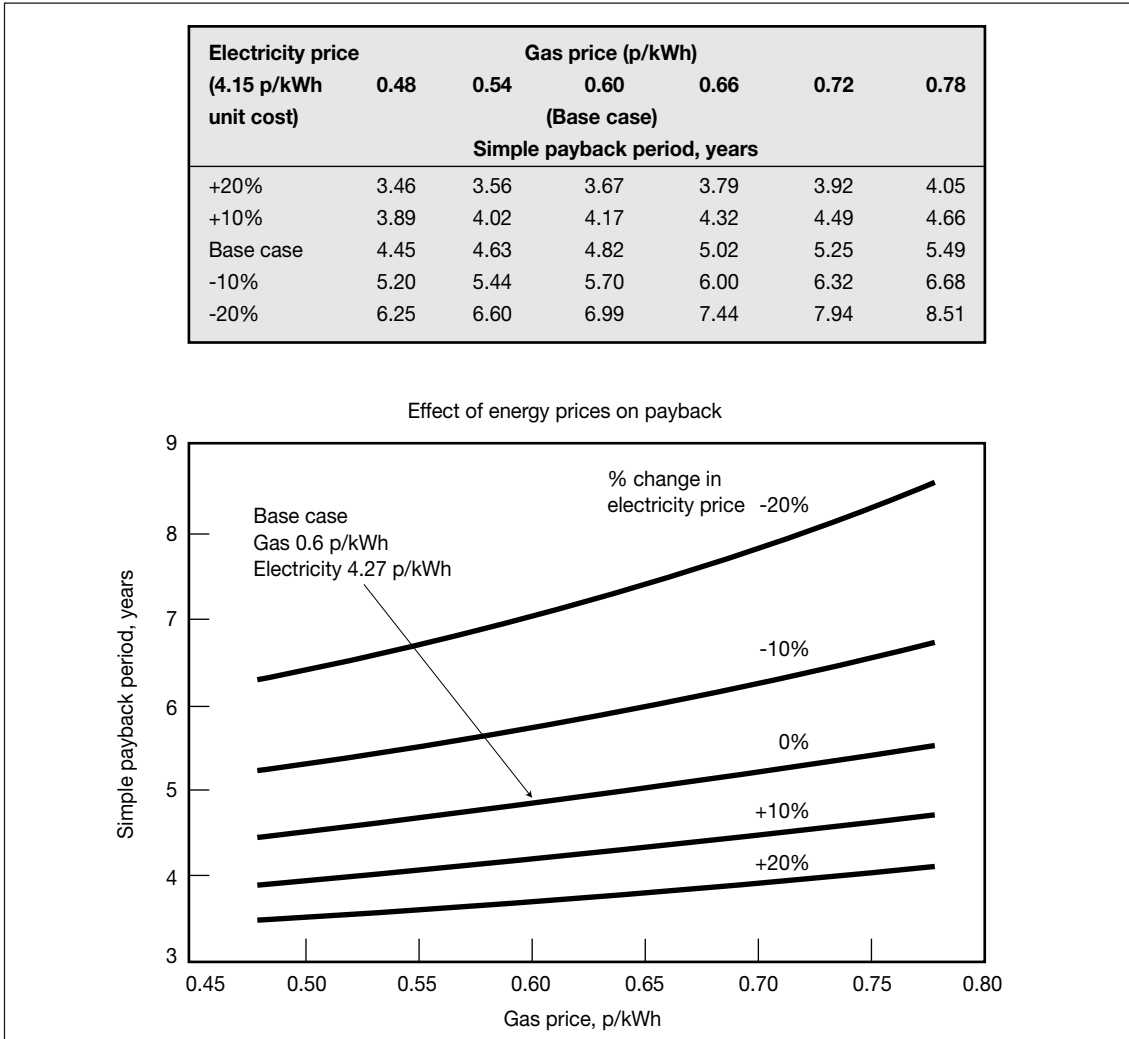 Electricity price Gas price (p/kWh)
(4.15 p/kWh 0.48 0.54 0.60 0.66 0.72 0.78
unit cost) (Base case)
Simple payback period, years
+20% 3.46 3.56 3.67 3.79 3.92 4.05
+10% 3.89 4.02 4.17 4.32 4.49 4.66
Base case 4.45 4.63 4.82 5.02 5.25 5.49
-10% 5.20 5.44 5.70 6.00 6.32 6.68
-20% 6.25 6.60 6.99 7.44 7.94 8.51
Effect of energy prices on payback
9
8
7
6
5
4
3
Simple payback period, years
Base case
Gas 0.6 p/kWh
Electricity 4.27 p/kWh
% change in
electricity price -20%
-10%
0%
+10%
+20%
0.45 0.50 0.55 0.60 0.65 0.70 0.75 0.80
Gas price, p/kWh